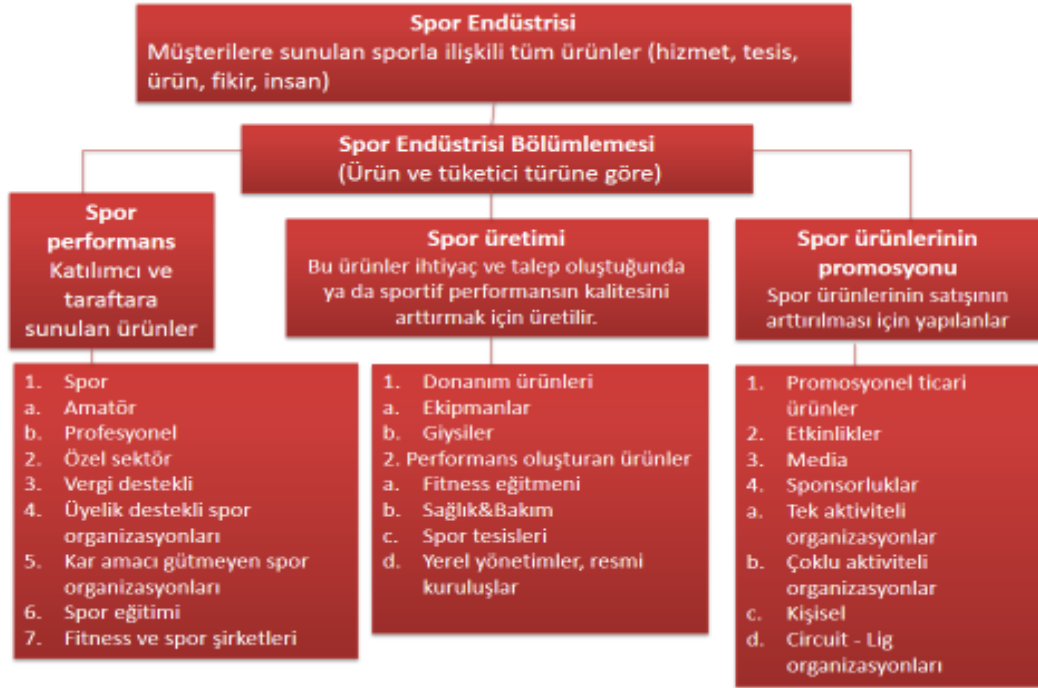 Spor Endüstrisi
Müşterilere sunulan sporla ilişkili tüm ürünler (hizmet, tesis,
ürün, fikir, insan)
Spor Endüstrisi Bölümlemesi
(Ürün ve tüketici türüne göre)
Spor
performans
Katılımcı ve
taraftara
sunulan ürünler
1. Spor
a. Amatör
b. Profesyonel
2. Özel sektör
3. Vergi destekli
4. Üyelik destekli spor
organizasyonları
5. Kar amacı gütmeyen spor
organizasyonları
6. Spor eğitimi
7. Fitness ve spor şirketleri
Spor üretimi
Bu ürünler ihtiyaç ve talep oluştuğunda
ya da sportif performansın kalitesini
arttırmak için üretilir.
1. Donanım ürünleri
a. Ekipmanlar
b. Giysiler
2. Performans oluşturan ürünler
a. Fitness eğitmeni
b. Sağlık&Bakım
c. Spor tesisleri
d. Yerel yönetimler, resmi
kuruluşlar
Spor ürünlerinin
promosyonu
Spor ürünlerinin satışının
arttırılması için yapılanlar
1. Promosyonel ticari
ürünler
2. Etkinlikler
3. Media
4. Sponsorluklar
a. Tek aktiviteli
organizasyonlar
b. Çoklu aktiviteli
organizasyonlar
c. Kişisel
d. Circuit - Lig
organizasyonları